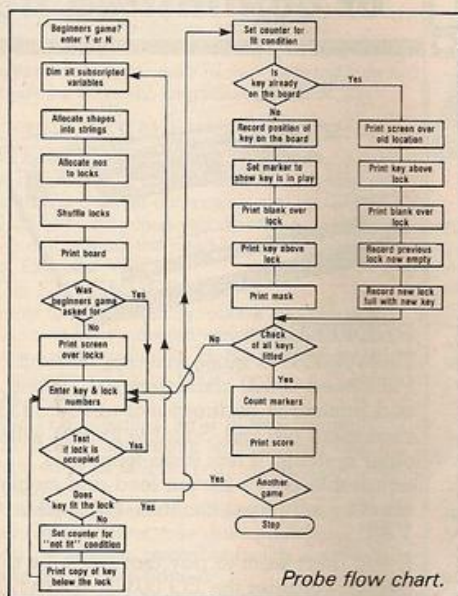 Beginners game?
enter Y or N
Dim all subscripted
variables
Allocate shapes
into strings
Allocate nos
to locks
Shuffle locks
Print board
Was
beginners game
asked for
Yes
No
Print screen
over locks
Enter key & lock
numbers
Test
if lock is
occupied
Yes
Does
key fit the lock
Yes
No
Set counter for
"not fit" condition
Print copy of key
below the lock
Set counter for
fit condition
Is
key already
on the board
Yes
No
Record position of
key on the board
Set marker to
show key is in play
Print blank over
lock
Print key above
lock
Print mask
Print screen over
old location
Print key above
lock
Print blank over
lock
Record previous
lock now empty
Record new lock
full with new key
Check
of all keys
fitted
No
Yes
Count markers
Print score
Another
game
Yes
Stop
Probe flow chart.